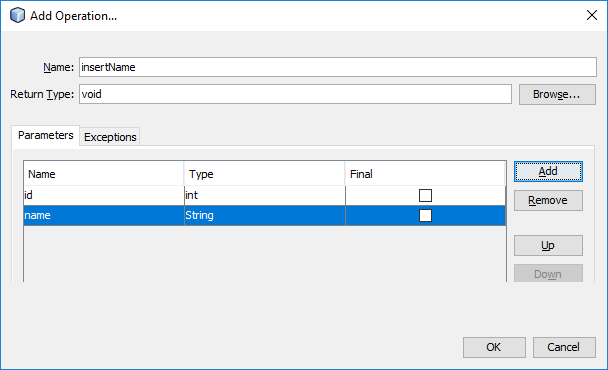 Add Operation...
Name: insertName
Return Type: void Browse...
Parameters Exceptions
Name Type Final Add
id int Remove
name String
Up
Down
OK Cancel